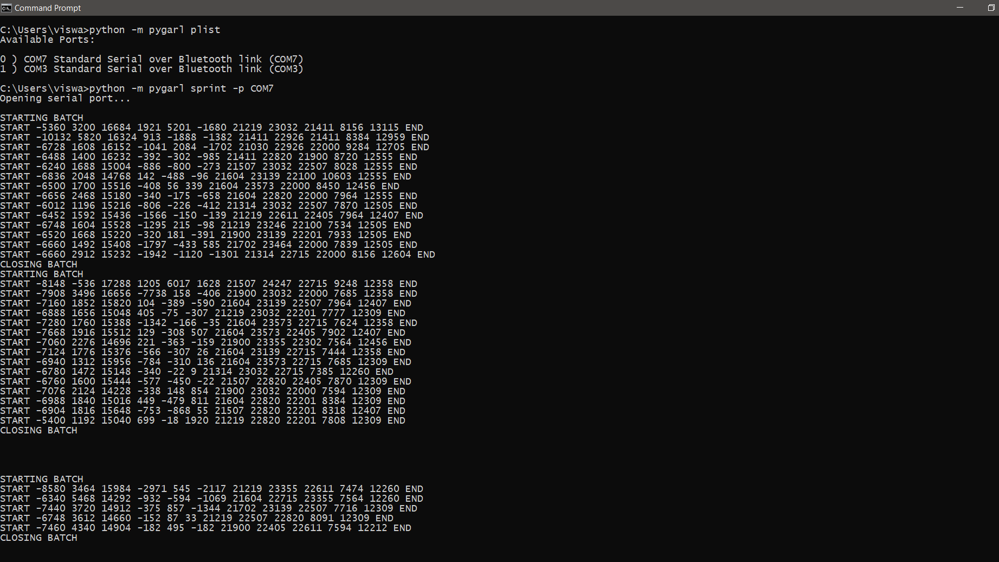 Command Prompt
C:\Users\viswa>python -m pygarl plist
Available Ports:
0 ) COM7 Standard Serial over Bluetooth link (COM7)
1 ) COM3 Standard Serial over Bluetooth link (COM3)
C:\Users\viswa>python -m pygarl sprint -p COM7
Opening serial port...
STARTING BATCH
START -5360 3200 16684 1921 5201 -1680 21219 23032 21411 8156 13115 END
START -10132 5820 16324 913 -1888 -1382 21411 22926 21411 8384 12959 END
START -6728 1608 16152 -1041 2084 -1702 21030 22926 22000 9284 12705 END
START -6488 1400 16232 -392 -302 -985 21411 22820 21900 8720 12555 END
START -6240 1688 15004 -886 -800 -273 21507 23032 22507 8028 12555 END
START -6836 2048 14768 142 -488 -96 21604 23139 22100 10603 12555 END
START -6500 1700 15516 -408 56 339 21604 23573 22000 8450 12456 END
START -6656 2468 15180 -340 -175 -658 21604 22820 22000 7964 12555 END
START -6012 1196 15216 -806 -226 -412 21314 23032 22507 7870 12505 END
START -6452 1592 15436 -1566 -150 -139 21219 22611 22405 7964 12407 END
START -6748 1604 15528 -1295 215 -98 21219 23246 22100 7534 12505 END
START -6520 1668 15220 -320 181 -391 21900 23139 22201 7933 12505 END
START -6660 1492 15408 -1797 -433 585 21702 23464 22000 7839 12505 END
START -6660 2912 15232 -1942 -1120 -1301 21314 22715 22000 8156 12604 END
CLOSING BATCH
STARTING BATCH
START -8148 -536 17288 1205 6017 1628 21507 24247 22715 9248 12358 END
START -7908 3496 16656 -7738 158 -406 21900 23032 22000 7685 12358 END
START -7160 1852 15820 104 -389 -590 21604 23139 22507 7964 12407 END
START -6888 1656 15048 405 -75 -307 21219 23032 22201 7777 12309 END
START -7280 1760 15388 -1342 -166 -35 21604 23573 22715 7624 12358 END
START -7668 1916 15512 129 -308 507 21604 23573 22405 7902 12407 END
START -7060 2276 14696 221 -363 -159 21900 23355 22302 7564 12456 END
START -7124 1776 15376 -566 -307 26 21604 23139 22715 7444 12358 END
START -6940 1312 15956 -784 -310 136 21604 23573 22715 7685 12309 END
START -6780 1472 15148 -340 -22 9 21314 23032 22715 7385 12260 END
START -6760 1600 15444 -577 -450 -22 21507 22820 22405 7870 12309 END
START -7076 2124 14228 -338 148 854 21900 23032 22000 7594 12309 END
START -6988 1840 15016 449 -479 811 21604 22820 22201 8384 12309 END
START -6904 1816 15648 -753 -868 55 21507 22820 22201 8318 12407 END
START -5400 1192 15040 699 -18 1920 21219 22820 22201 7808 12309 END
CLOSING BATCH
STARTING BATCH
START -8580 3464 15984 -2971 545 -2117 21219 23355 22611 7474 12260 END
START -6340 5468 14292 -932 -594 -1069 21604 22715 23355 7564 12260 END
START -7440 3720 14912 -375 857 -1344 21702 23139 22507 7716 12309 END
START -6748 3612 14660 -152 87 33 21219 22507 22820 8091 12309 END
START -7460 4340 14904 -182 495 -182 21900 22405 22611 7594 12212 END
CLOSING BATCH